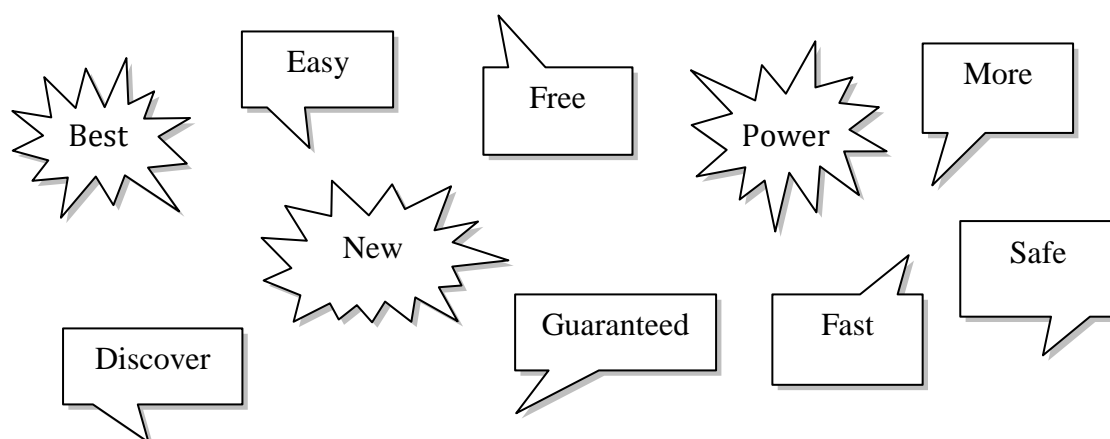 Easy
Free
More
Best
Power
New
Safe
Guaranteed
Fast
Discover